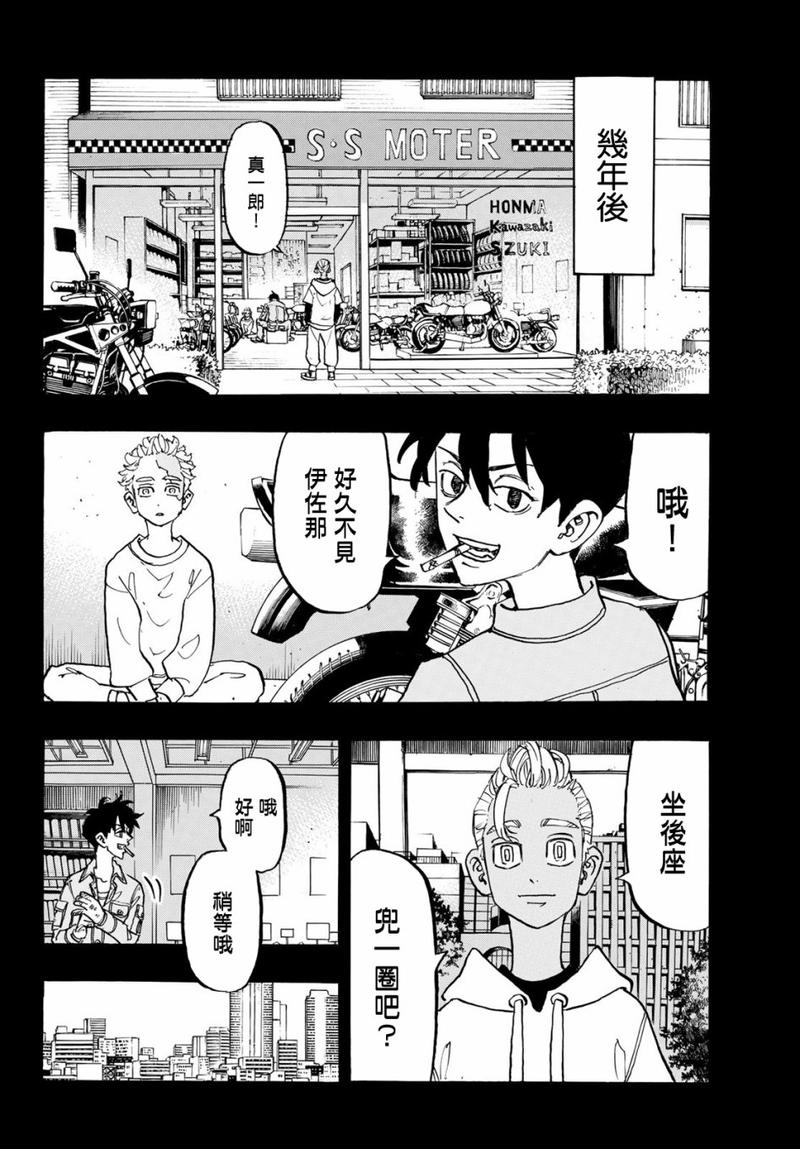 幾年後
S·S MOTER
真一郎！
HONMA
Kawazaki
SZUKI
哦！
好久不見
伊佐那
坐後座
兜一圈吧？
哦
好啊
稍等哦